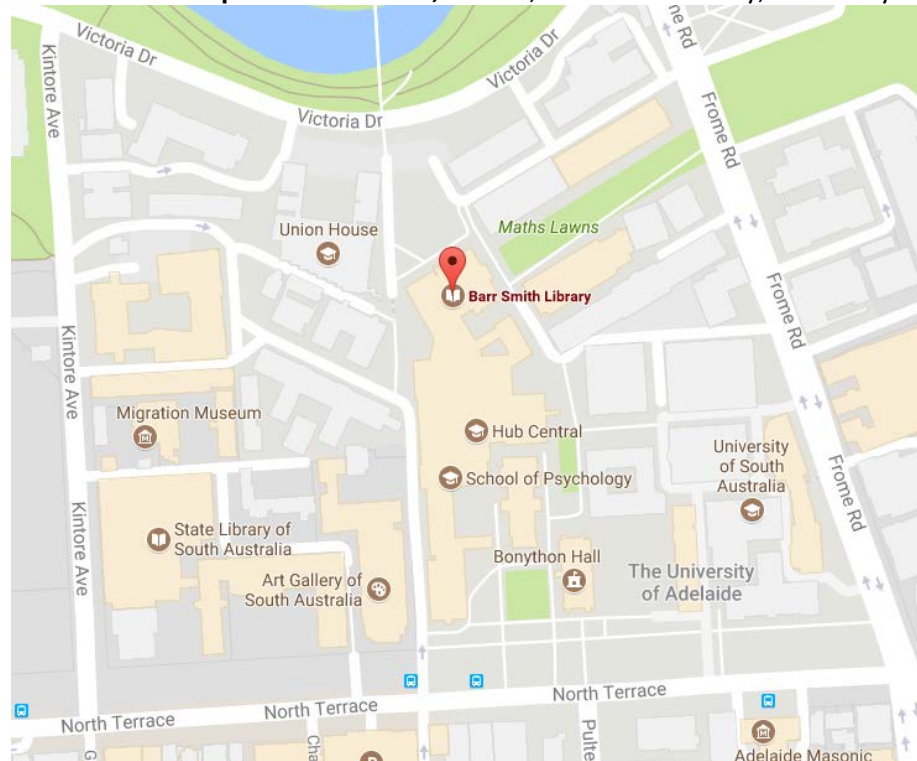 Victoria Dr
Kintore Ave
Victoria Dr
Victoria Dr
Frome Rd
Union House
Maths Lawns
Barr Smith Library
Frome Rd
Kintore Ave
Migration Museum
Hub Central
School of Psychology
University
of South
Australia
Frome Rd
Kintore Ave
State Library of
South Australia
Art Gallery of
South Australia
Bonython Hall
The University
of Adelaide
North Terrace
North Terrace
North Terrace
Pulte
Adelaide Masonic